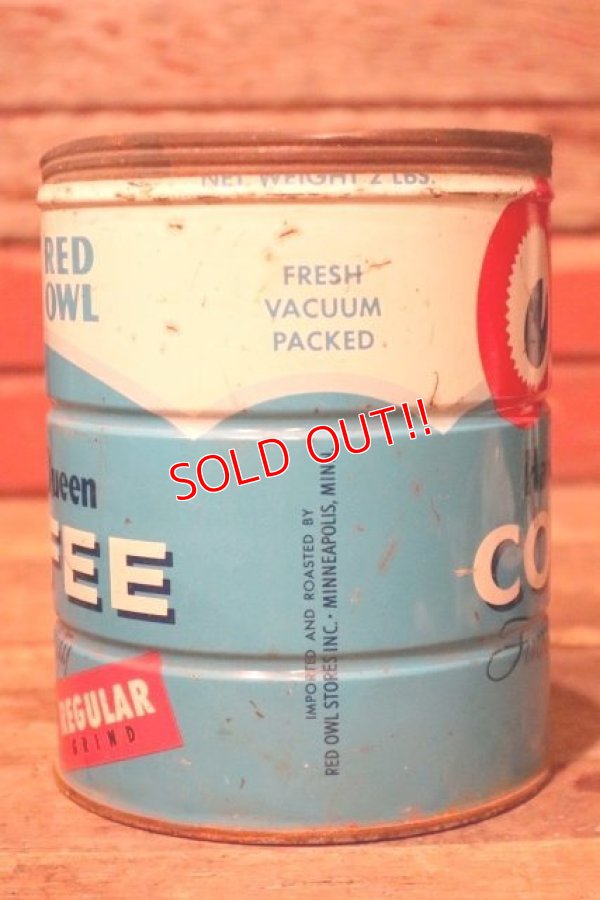 NET WEIGHT 2 LBS.
RED
OWL
FRESH
VACUUM
PACKED
SOLD OUT!!
ueen
FEE
CO
REGULAR
GRIND
IMPORTED AND ROASTED BY
RED OWL STORES INC. · MINNEAPOLIS, MINN.